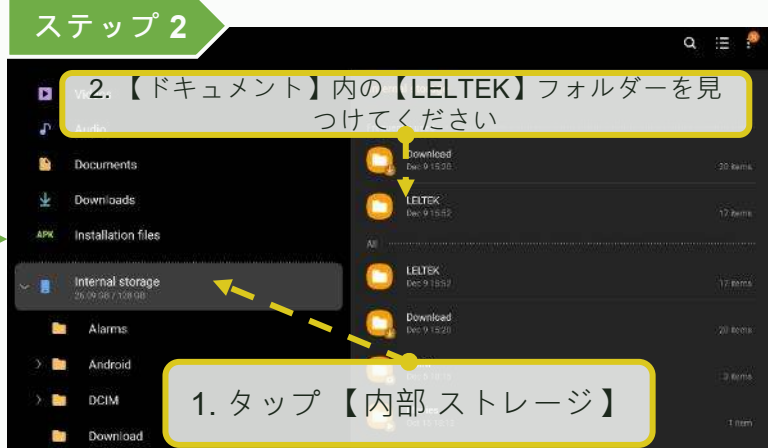 ステップ 2
2. 【ドキュメント】内の【LELTEK】フォルダーを見
つけてください
Audio
Documents
Downloads
APK
Installation files
Internal storage
26.09 GB / 128 GB
Alarms
Android
DCIM
Download
Download
Dec 9 15:20
20 items
LELTEK
Dec 9 15:52
17 items
All
LELTEK
Dec 9 15:52
17 items
Download
Dec 9 15:20
20 items
3 items
1 item
1. タップ 【内部 ストレージ】